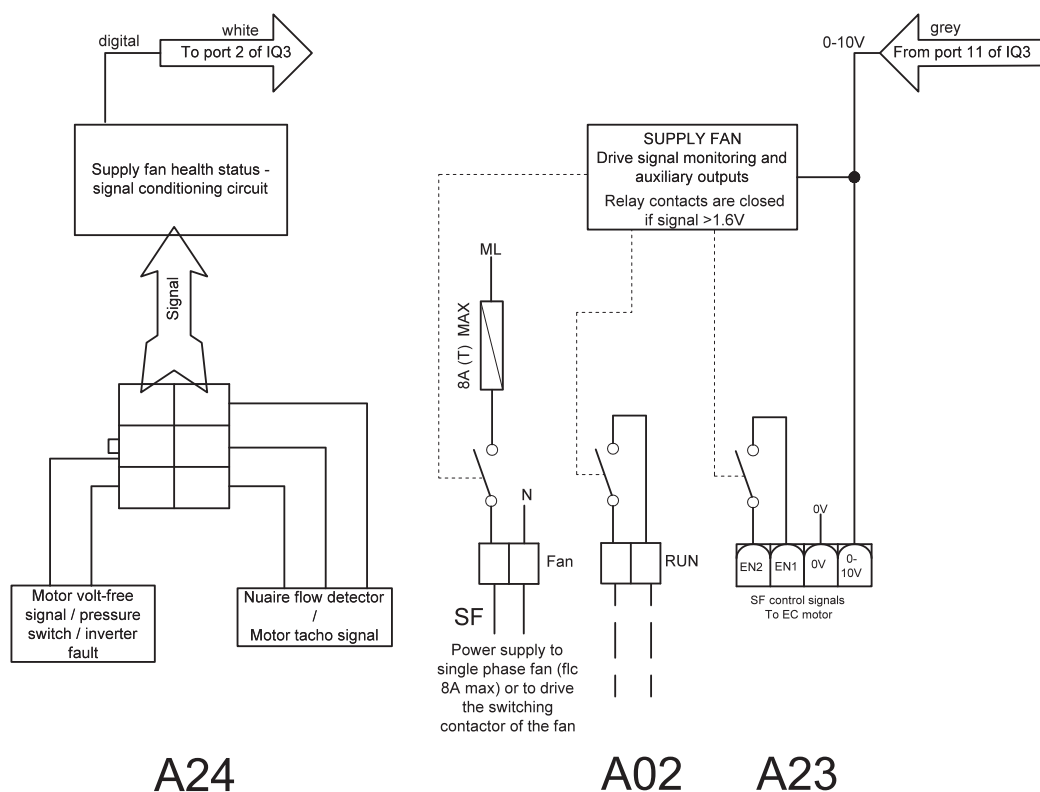 digital
white
To port 2 of IQ3
Supply fan health status -
signal conditioning circuit
Signal
Motor volt-free
signal / pressure
switch / inverter
fault
Nuaire flow detector
/
Motor tacho signal
A24
0-10V
grey
From port 11 of IQ3
SUPPLY FAN
Drive signal monitoring and
auxiliary outputs
Relay contacts are closed
if signal >1.6V
ML
8A (T) MAX
N
Fan
SF
Power supply to
single phase fan (flc
8A max) or to drive
the switching
contactor of the fan
RUN
A02
0V
EN2
EN1
0V
0-
10V
SF control signals
To EC motor
A23